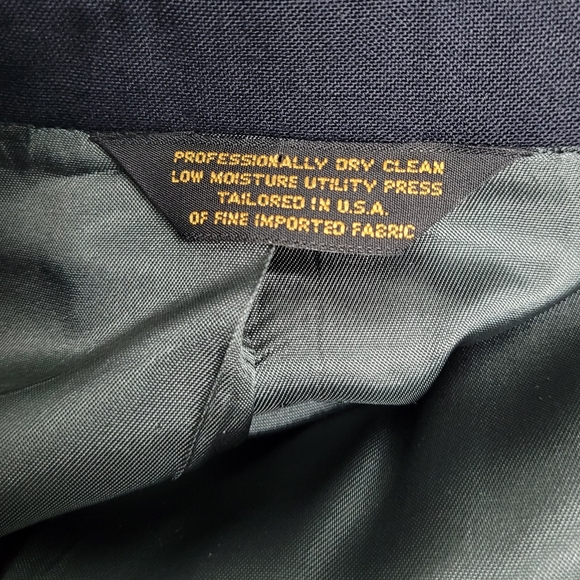 PROFESSIONALLY DRY CLEAN
LOW MOISTURE UTILITY PRESS
TAILORED IN U.S.A.
OF FINE IMPORTED FABRIC